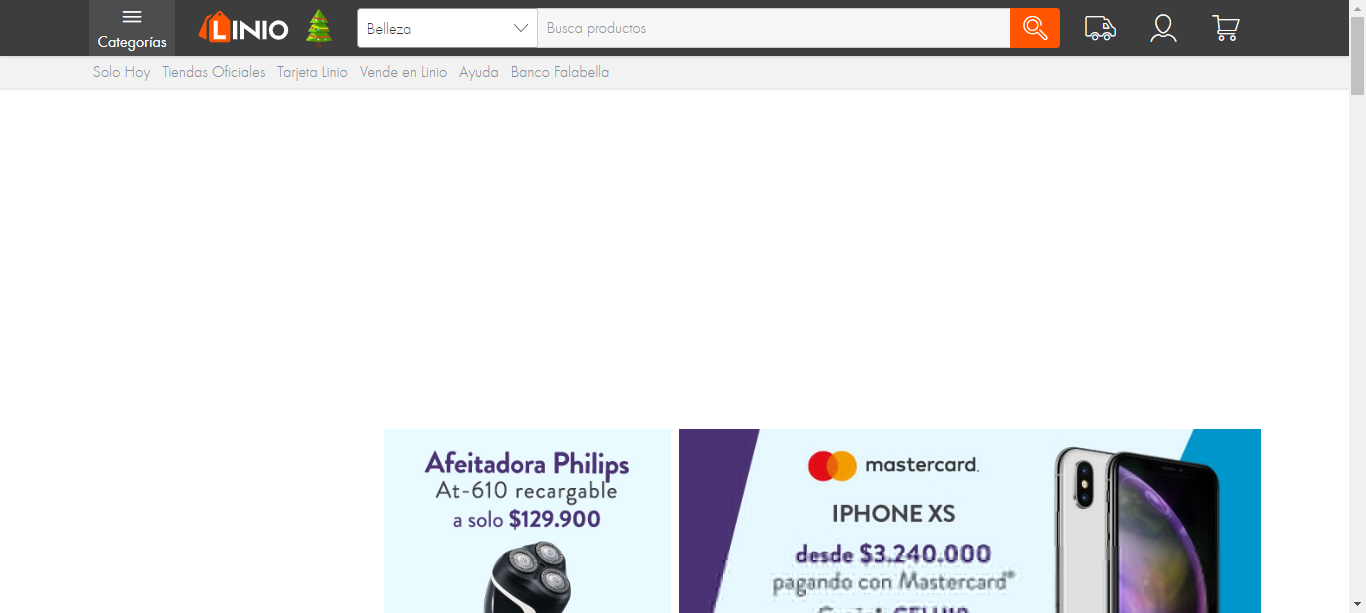 Categorías
LINIO
Belleza
Busca productos
Solo Hoy Tiendas Oficiales Tarjeta Linio Vende en Linio Ayuda Banco Falabella
Afeitadora Philips
At-610 recargable
a solo $129.900
mastercard.
IPHONE XS
desde $3.240.000
pagando con Mastercard®